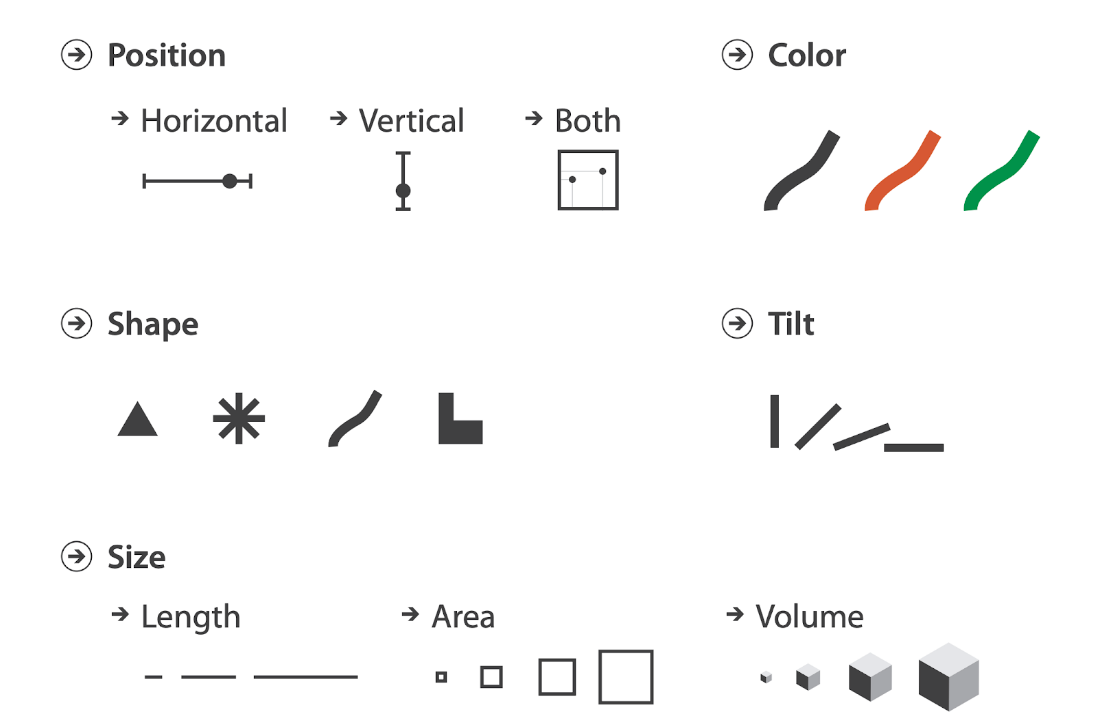 Position
Color
Horizontal Vertical Both
Shape
Tilt
Size
Length Area Volume